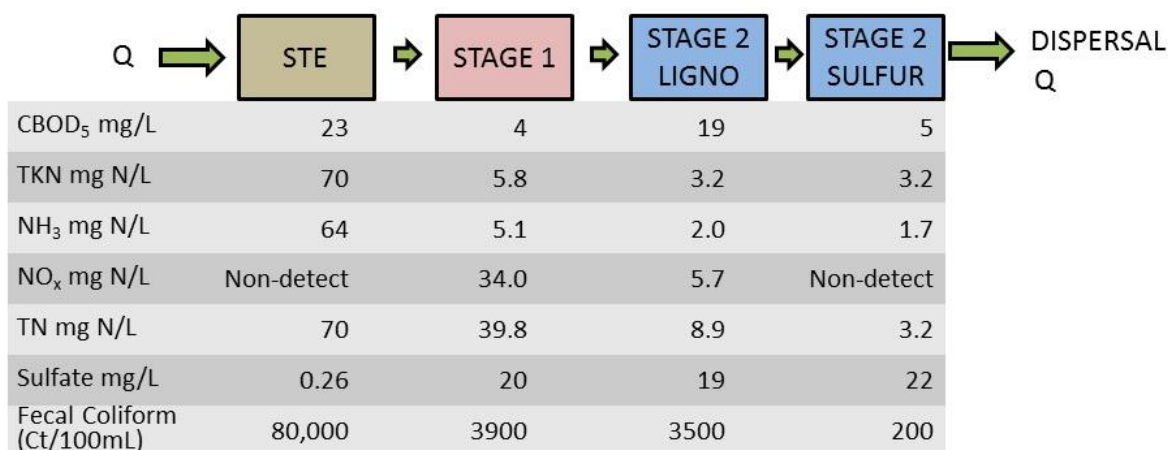 Q STE STAGE 1 STAGE 2 LIGNO STAGE 2 SULFUR DISPERSAL Q
CBOD₅ mg/L 23 4 19 5
TKN mg N/L 70 5.8 3.2 3.2
NH₃ mg N/L 64 5.1 2.0 1.7
NOₓ mg N/L Non-detect 34.0 5.7 Non-detect
TN mg N/L 70 39.8 8.9 3.2
Sulfate mg/L 0.26 20 19 22
Fecal Coliform
(Ct/100mL) 80,000 3900 3500 200